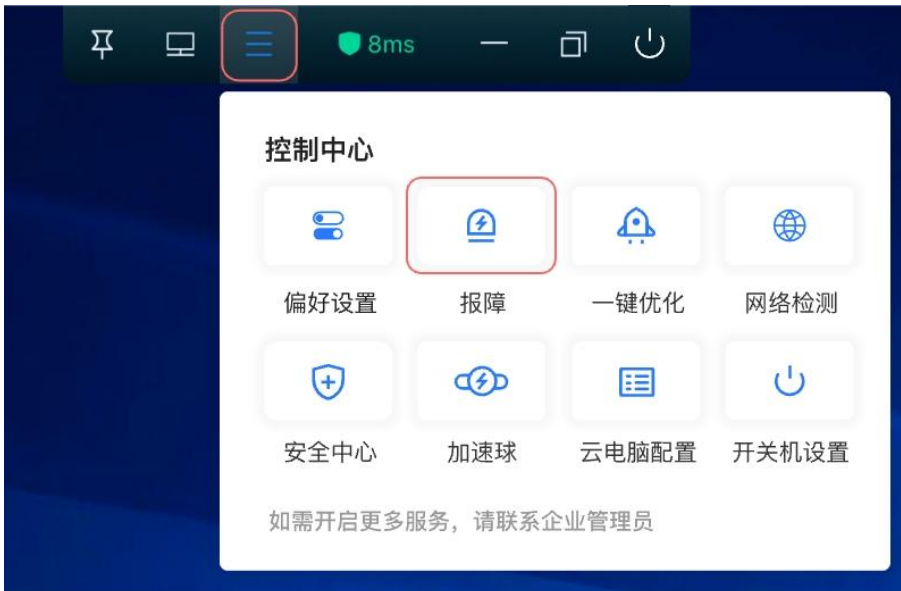 8ms
控制中心
偏好设置 报障 一键优化 网络检测
安全中心 加速球 云电脑配置 开关机设置
如需开启更多服务，请联系企业管理员